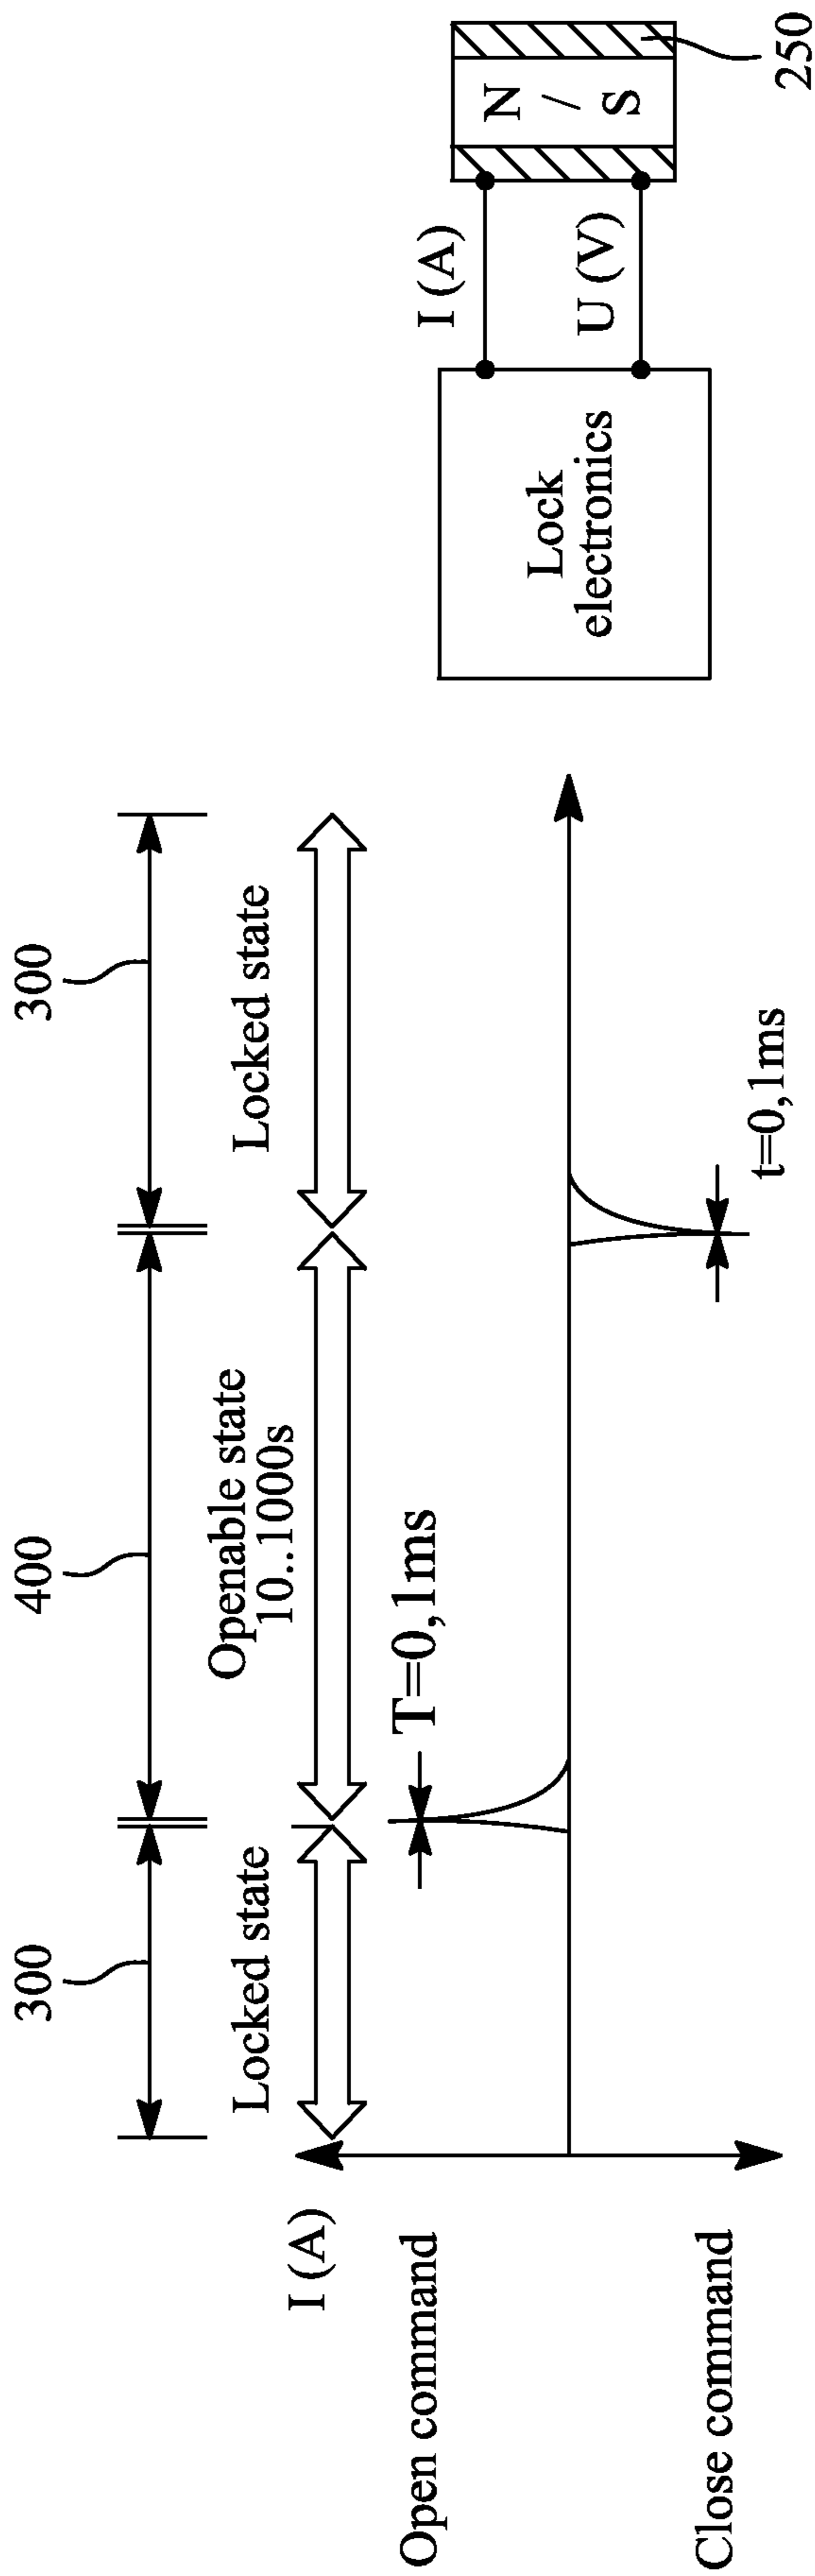 300
400
300
Locked state
Openable state
10..1000s
Locked state
I (A)
T=0,1ms
Open command
t=0,1ms
Close command
Lock
electronics
I (A)
U (V)
N
/
S
250